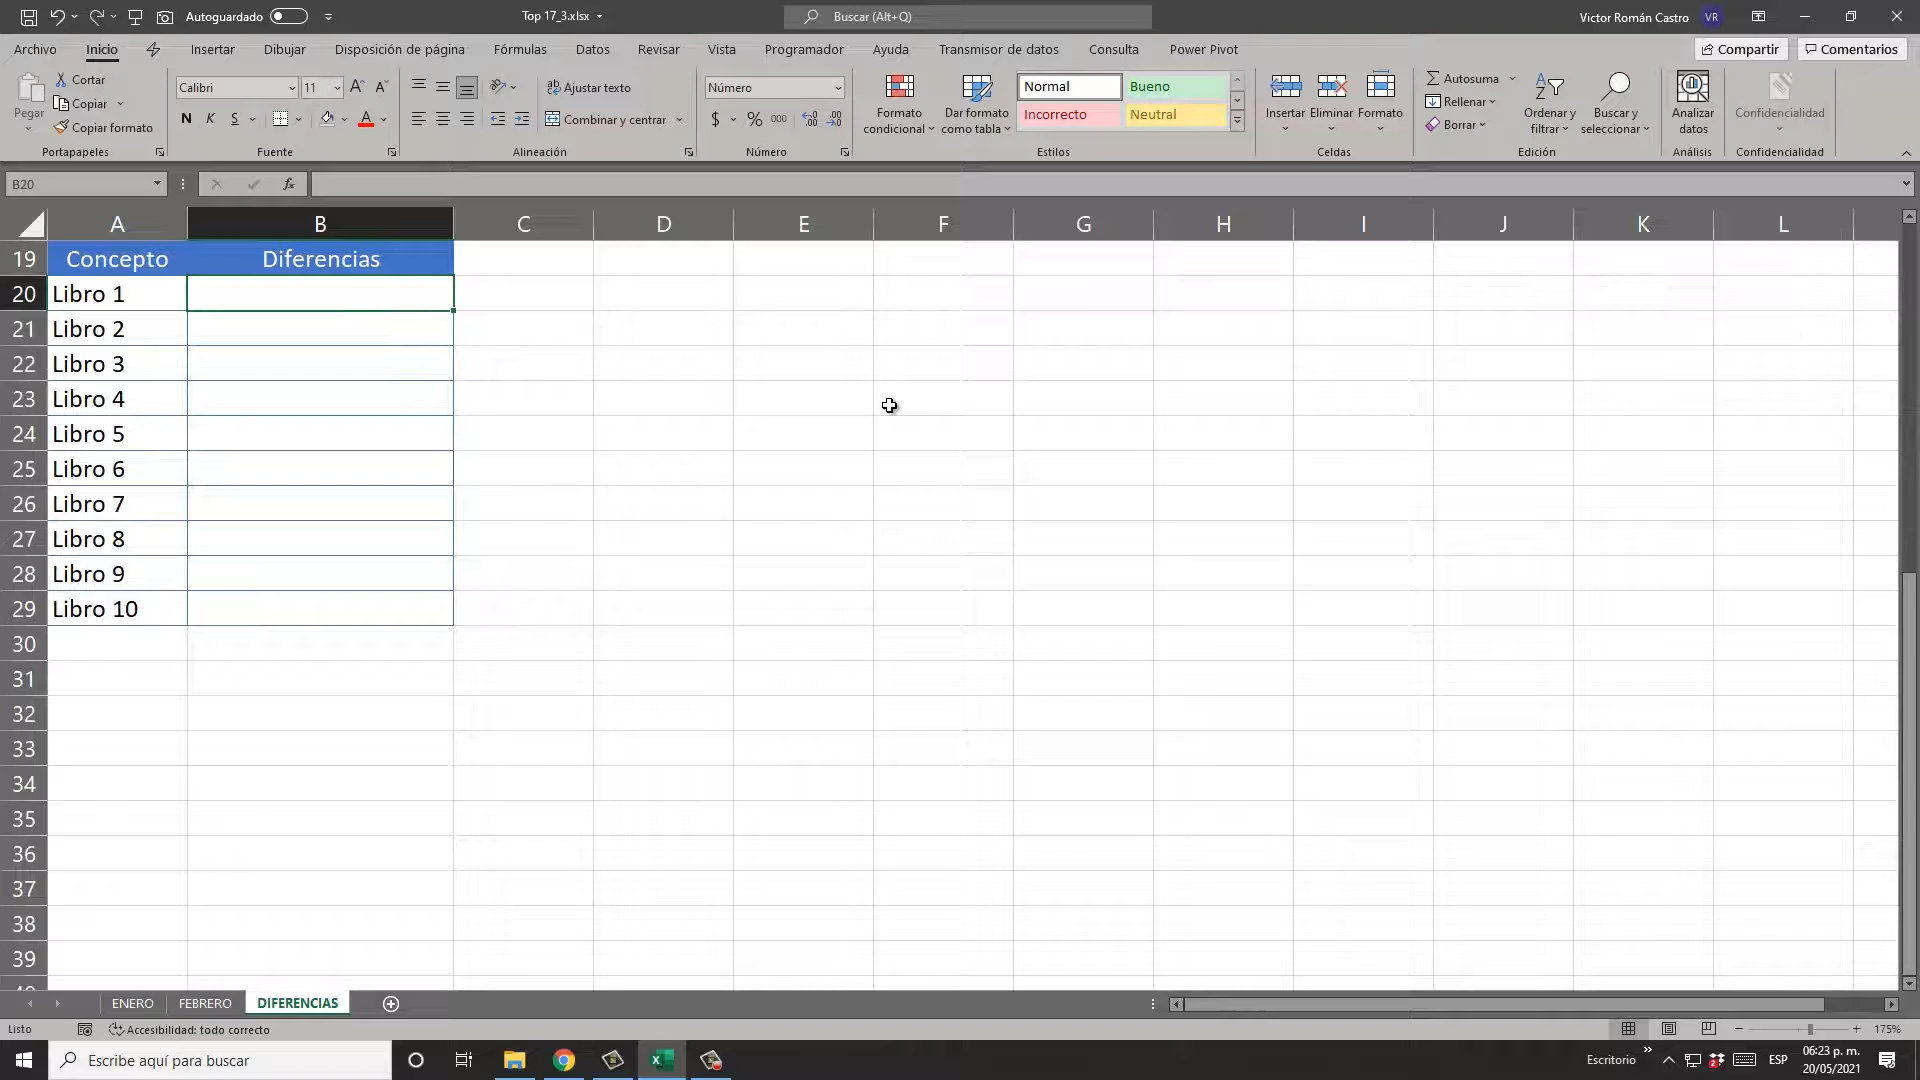 Autoguardado
Top 17_3.xlsx
Buscar (Alt+Q)
Victor Román Castro
VR
Archivo
Inicio
Insertar
Dibujar
Disposición de página
Fórmulas
Datos
Revisar
Vista
Programador
Ayuda
Transmisor de datos
Consulta
Power Pivot
Compartir
Comentarios
Pegar
Cortar
Copiar
Copiar formato
Portapapeles
Calibri
11
N K S
Fuente
Ajustar texto
Combinar y centrar
Alineación
Número
$ % 000
Número
Formato condicional
Dar formato como tabla
Normal
Bueno
Incorrecto
Neutral
Estilos
Insertar
Eliminar
Formato
Celdas
Autosuma
Rellenar
Borrar
Ordenar y filtrar
Buscar y seleccionar
Edición
Analizar datos
Análisis
Confidencialidad
Confidencialidad
B20
fx
A B C D E F G H I J K L
19 Concepto Diferencias
20 Libro 1
21 Libro 2
22 Libro 3
23 Libro 4
24 Libro 5
25 Libro 6
26 Libro 7
27 Libro 8
28 Libro 9
29 Libro 10
30
31
32
33
34
35
36
37
38
39
ENERO
FEBRERO
DIFERENCIAS
Listo
Accesibilidad: todo correcto
175%
Escribe aquí para buscar
Escritorio
ESP
06:23 p. m.
20/05/2021